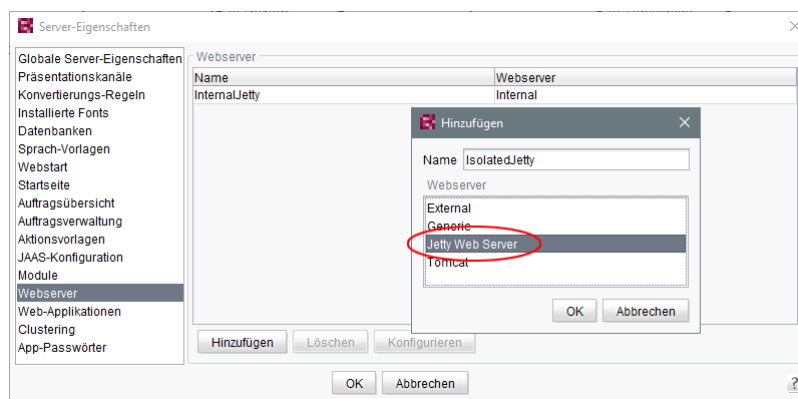 Server-Eigenschaften
Globale Server-Eigenschaften
Präsentationskanäle
Konvertierungs-Regeln
Installierte Fonts
Datenbanken
Sprach-Vorlagen
Webstart
Startseite
Auftragsübersicht
Auftragsverwaltung
Aktionsvorlagen
JAAS-Konfiguration
Module
Webserver
Web-Applikationen
Clustering
App-Passwörter
Webserver
Name Webserver
InternalJetty Internal
Hinzufügen
Name IsolatedJetty
Webserver
External
Generic
Jetty Web Server
Tomcat
OK Abbrechen
Hinzufügen Löschen Konfigurieren
OK Abbrechen ?